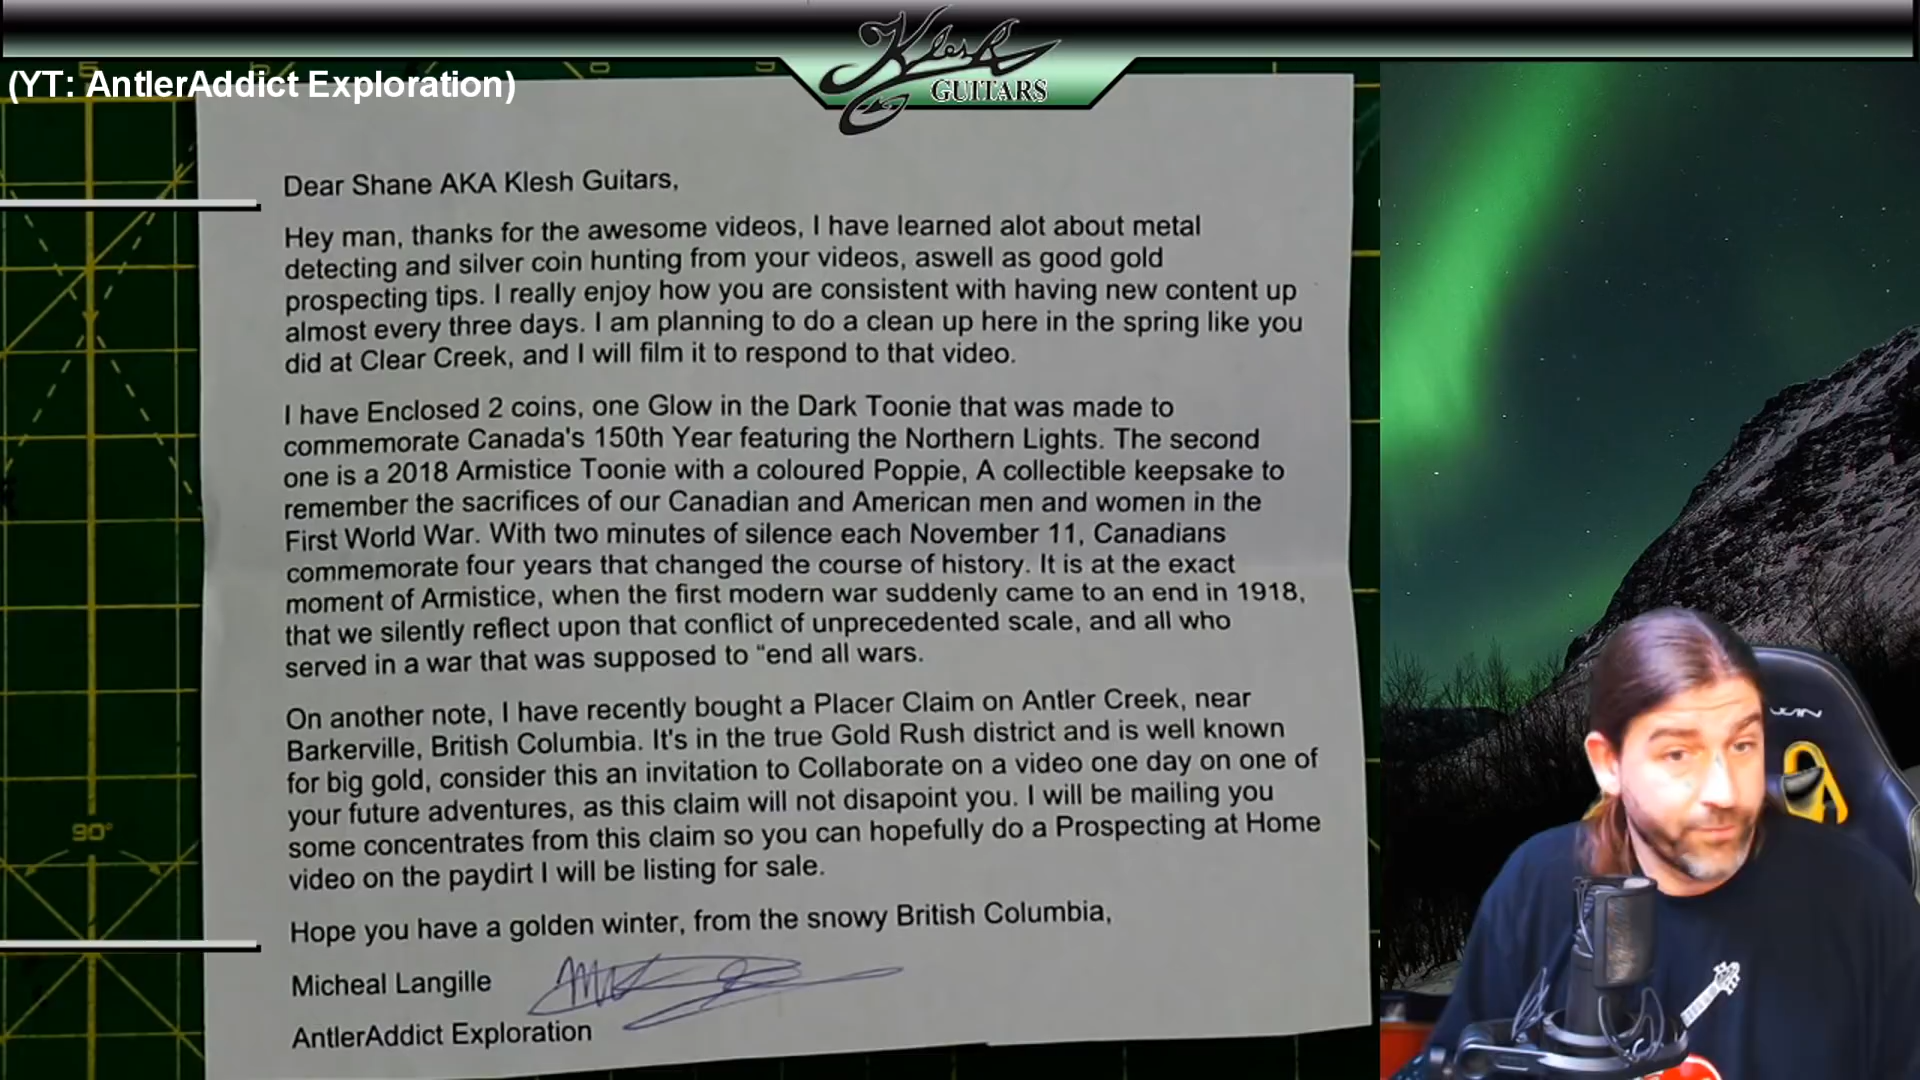 Klesh
GUITARS
(YT: AntlerAddict Exploration)
Dear Shane AKA Klesh Guitars,
Hey man, thanks for the awesome videos, I have learned alot about metal
detecting and silver coin hunting from your videos, aswell as good gold
prospecting tips. I really enjoy how you are consistent with having new content up
almost every three days. I am planning to do a clean up here in the spring like you
did at Clear Creek, and I will film it to respond to that video.
I have Enclosed 2 coins, one Glow in the Dark Toonie that was made to
commemorate Canada's 150th Year featuring the Northern Lights. The second
one is a 2018 Armistice Toonie with a coloured Poppie, A collectible keepsake to
remember the sacrifices of our Canadian and American men and women in the
First World War. With two minutes of silence each November 11, Canadians
commemorate four years that changed the course of history. It is at the exact
moment of Armistice, when the first modern war suddenly came to an end in 1918,
that we silently reflect upon that conflict of unprecedented scale, and all who
served in a war that was supposed to “end all wars.
On another note, I have recently bought a Placer Claim on Antler Creek, near
Barkerville, British Columbia. It's in the true Gold Rush district and is well known
for big gold, consider this an invitation to Collaborate on a video one day on one of
your future adventures, as this claim will not disapoint you. I will be mailing you
some concentrates from this claim so you can hopefully do a Prospecting at Home
video on the paydirt I will be listing for sale.
Hope you have a golden winter, from the snowy British Columbia,
Micheal Langille
AntlerAddict Exploration
90°